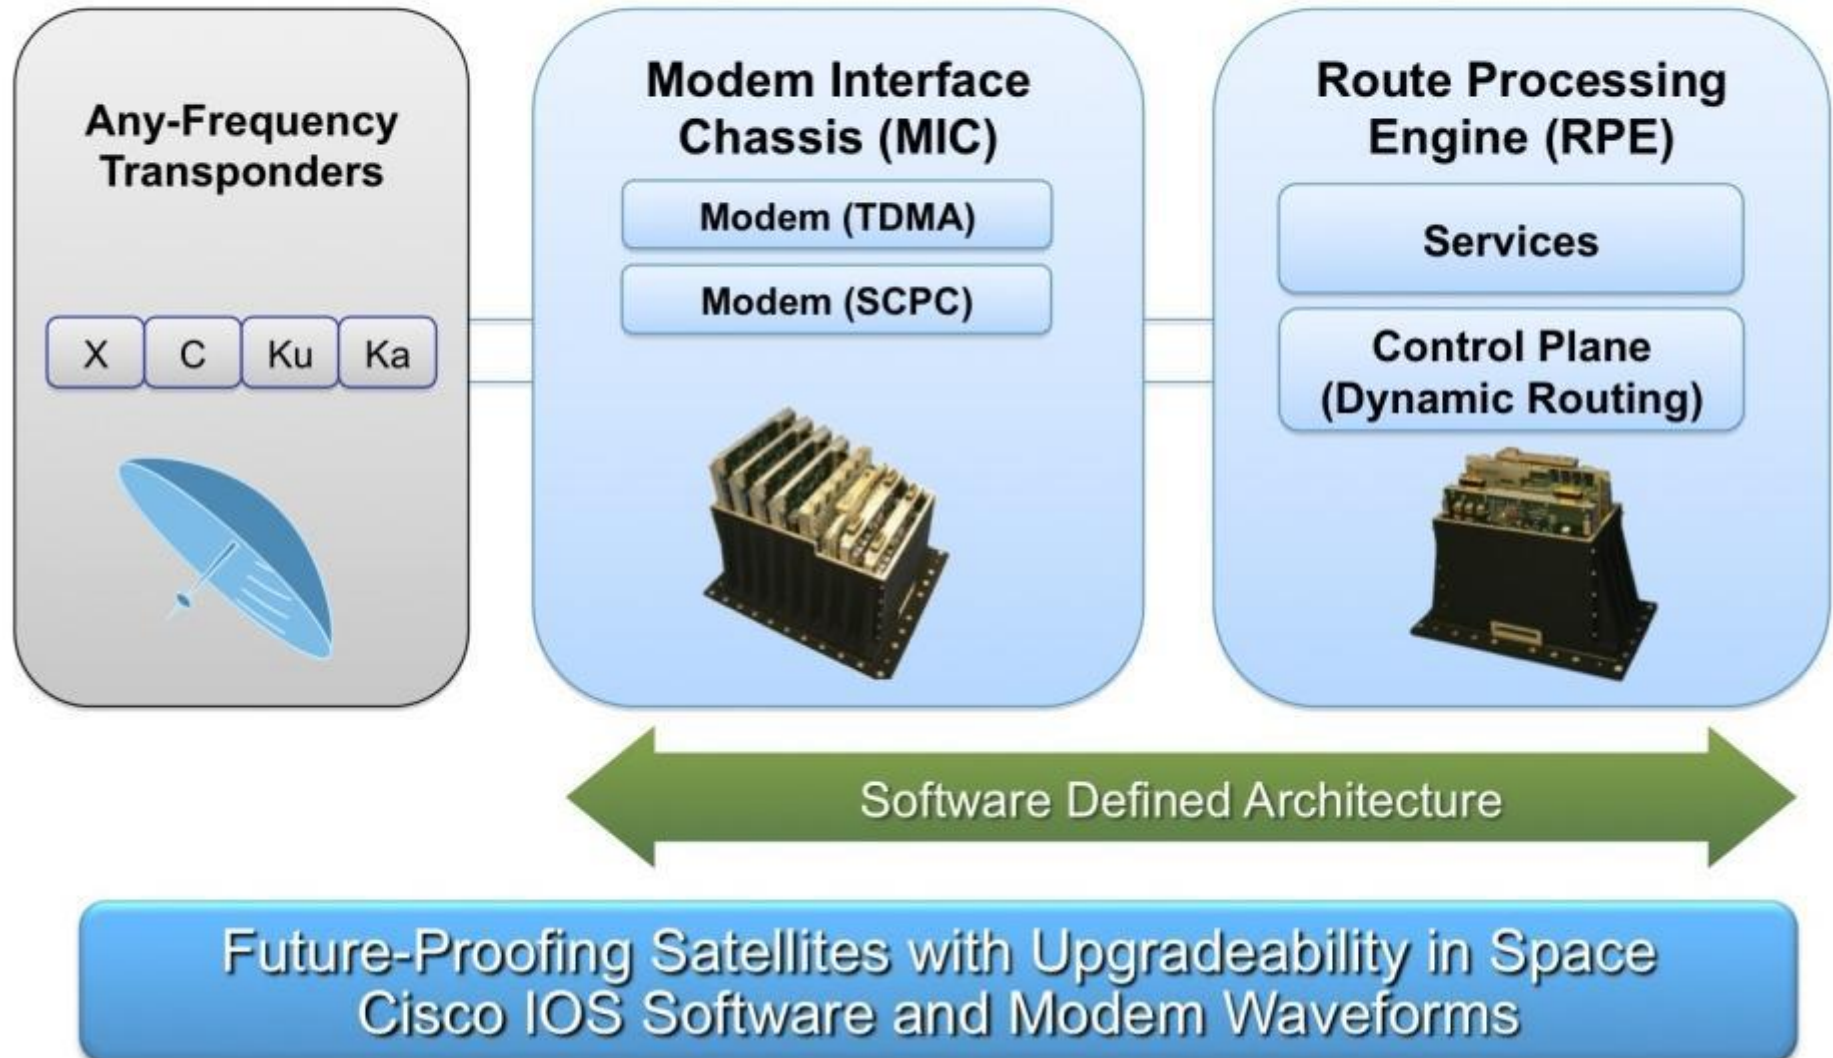 Any-Frequency
Transponders
X
C
Ku
Ka
Modem Interface
Chassis (MIC)
Modem (TDMA)
Modem (SCPC)
Route Processing
Engine (RPE)
Services
Control Plane
(Dynamic Routing)
Software Defined Architecture
Future-Proofing Satellites with Upgradeability in Space
Cisco IOS Software and Modem Waveforms